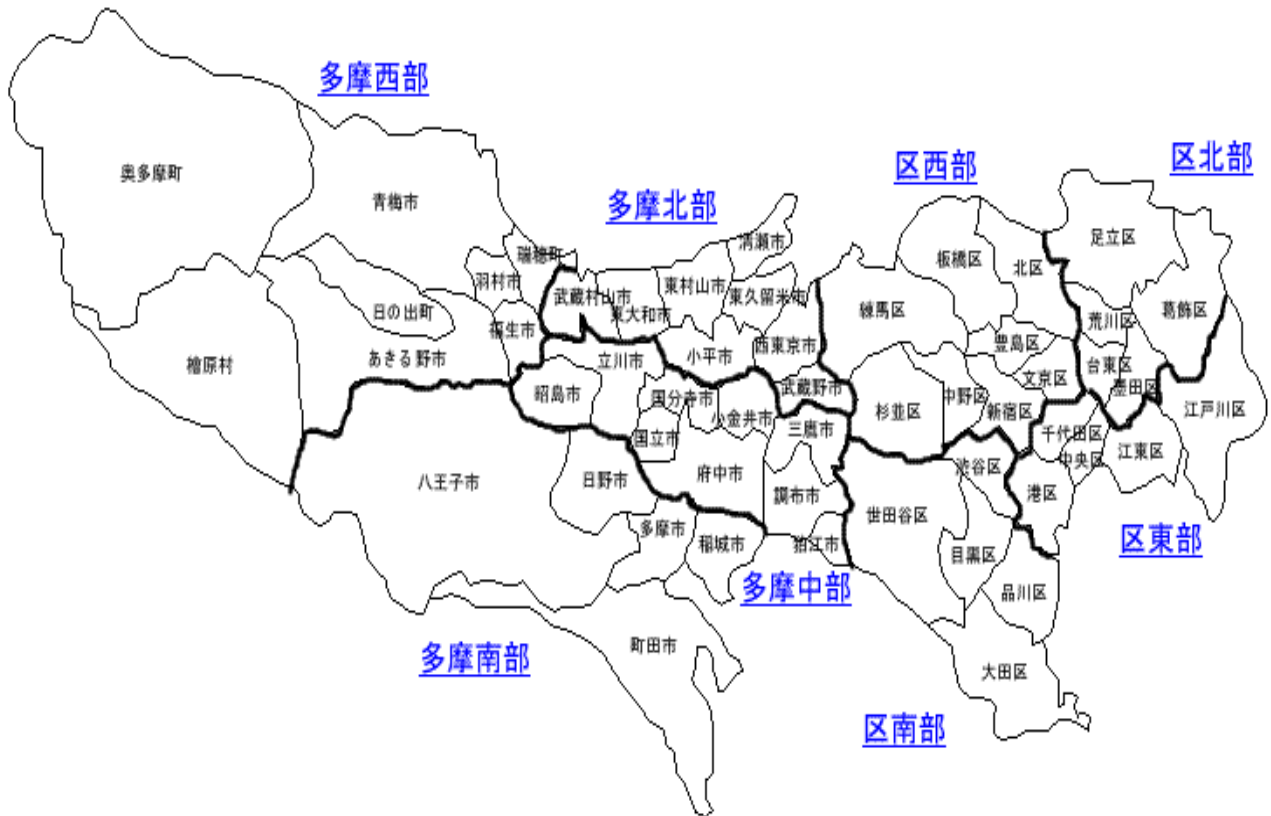 多摩西部
区北部
区西部
奥多摩町
青梅市
多摩北部
足立区
清瀬市
瑞穂町
板橋区
北区
羽村市
東村山市
武蔵村山市
東久留米市
日の出町
東大和市
練馬区
葛飾区
荒川区
福生市
豊島区
西東京市
小平市
あきる野市
立川市
檜原村
台東区
文京区
墨田区
武蔵野市
昭島市
国分寺市
中野区
杉並区
新宿区
江戸川区
小金井市
三鷹市
千代田区
国立市
江東区
中央区
渋谷区
府中市
日野市
八王子市
港区
調布市
世田谷区
多摩市
区東部
稲城市
狛江市
目黒区
多摩中部
品川区
町田市
多摩南部
大田区
区南部